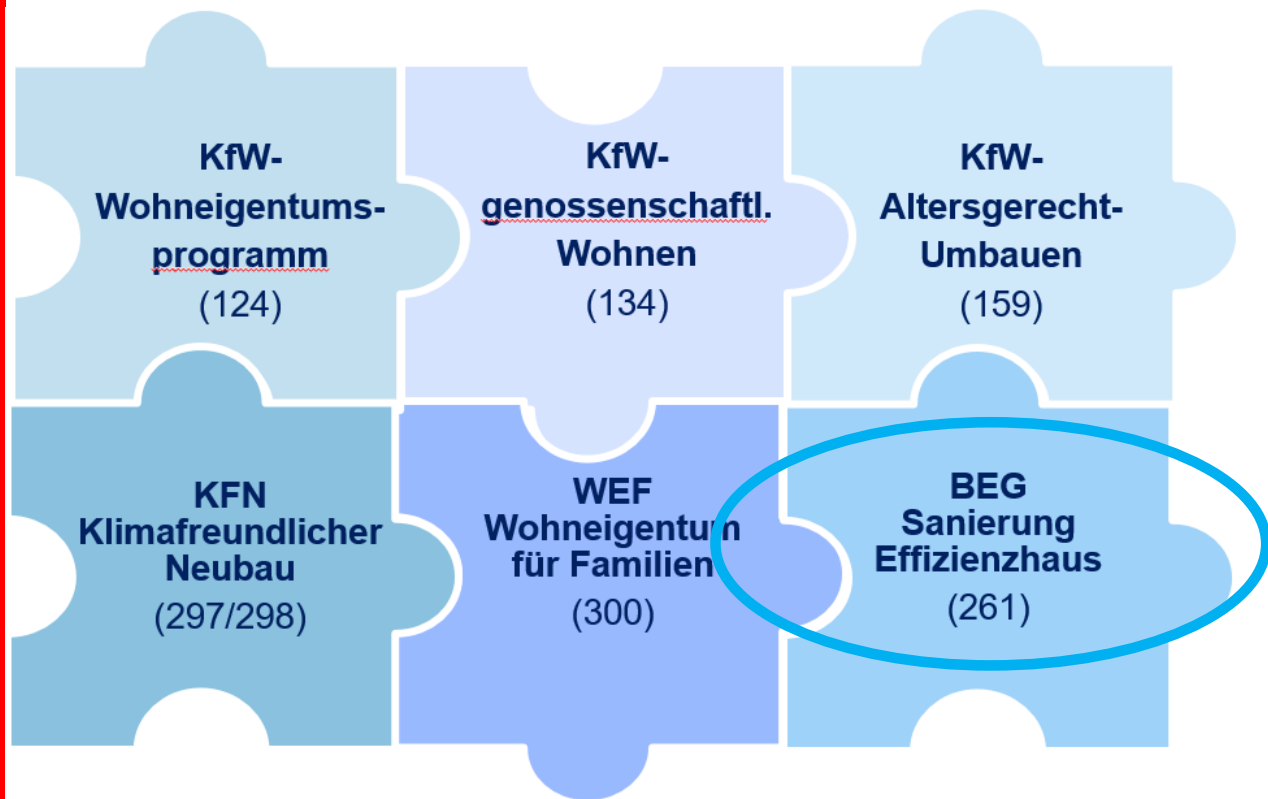 KfW-
Wohneigentums-
programm
(124)
KfW-
genossenschaftl.
Wohnen
(134)
KfW-
Altersgerecht-
Umbauen
(159)
KFN
Klimafreundlicher
Neubau
(297/298)
WEF
Wohneigentum
für Familien
(300)
BEG
Sanierung
Effizienzhaus
(261)